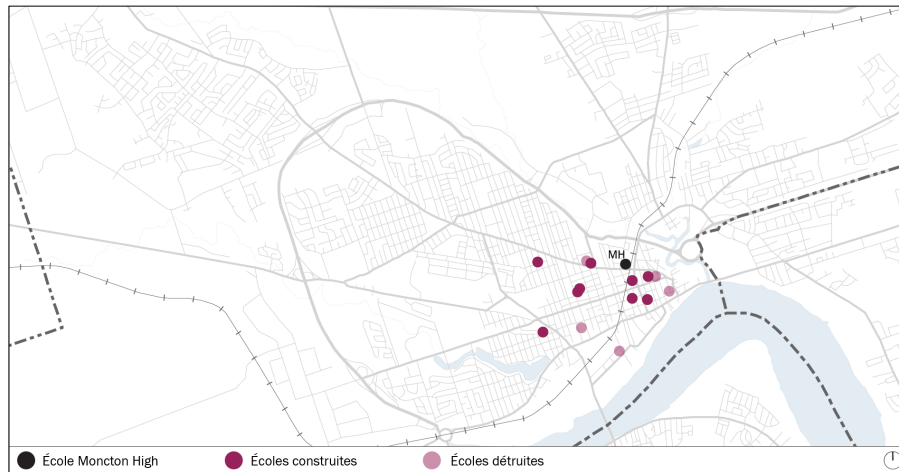 MH
École Moncton High
Écoles construites
Écoles détruites